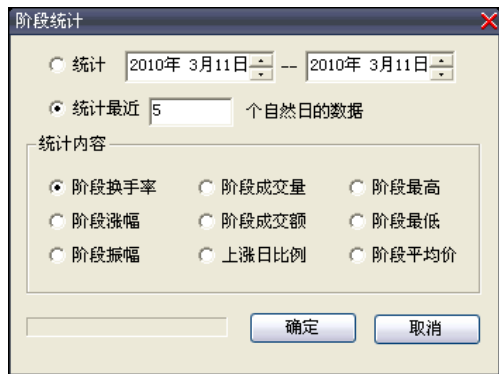 阶段统计
统计 2010年 3月11日 -- 2010年 3月11日
统计最近 5 个自然日的数据
统计内容
阶段换手率 阶段成交量 阶段最高
阶段涨幅 阶段成交额 阶段最低
阶段振幅 上涨日比例 阶段平均价
确定 取消